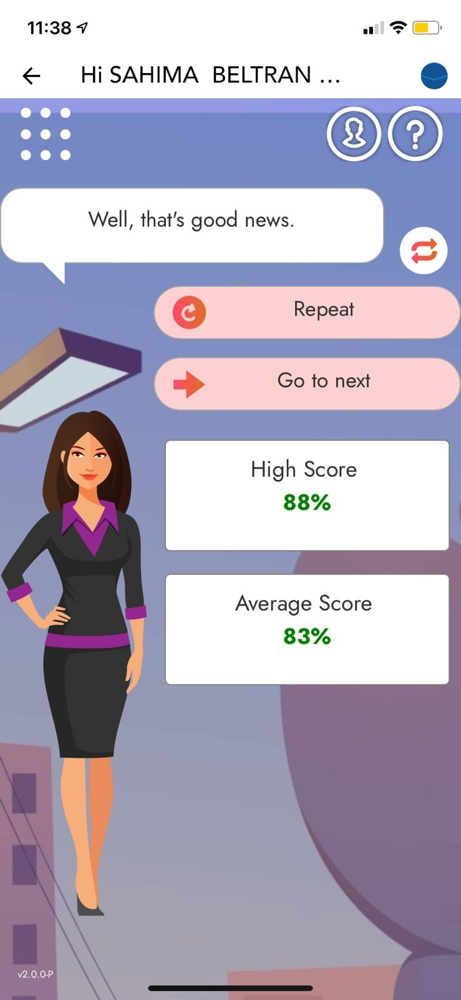 11:38
Hi SAHIMA  BELTRAN ...
Well, that's good news.
Repeat
Go to next
High Score
88%
Average Score
83%
v2.0.0-P